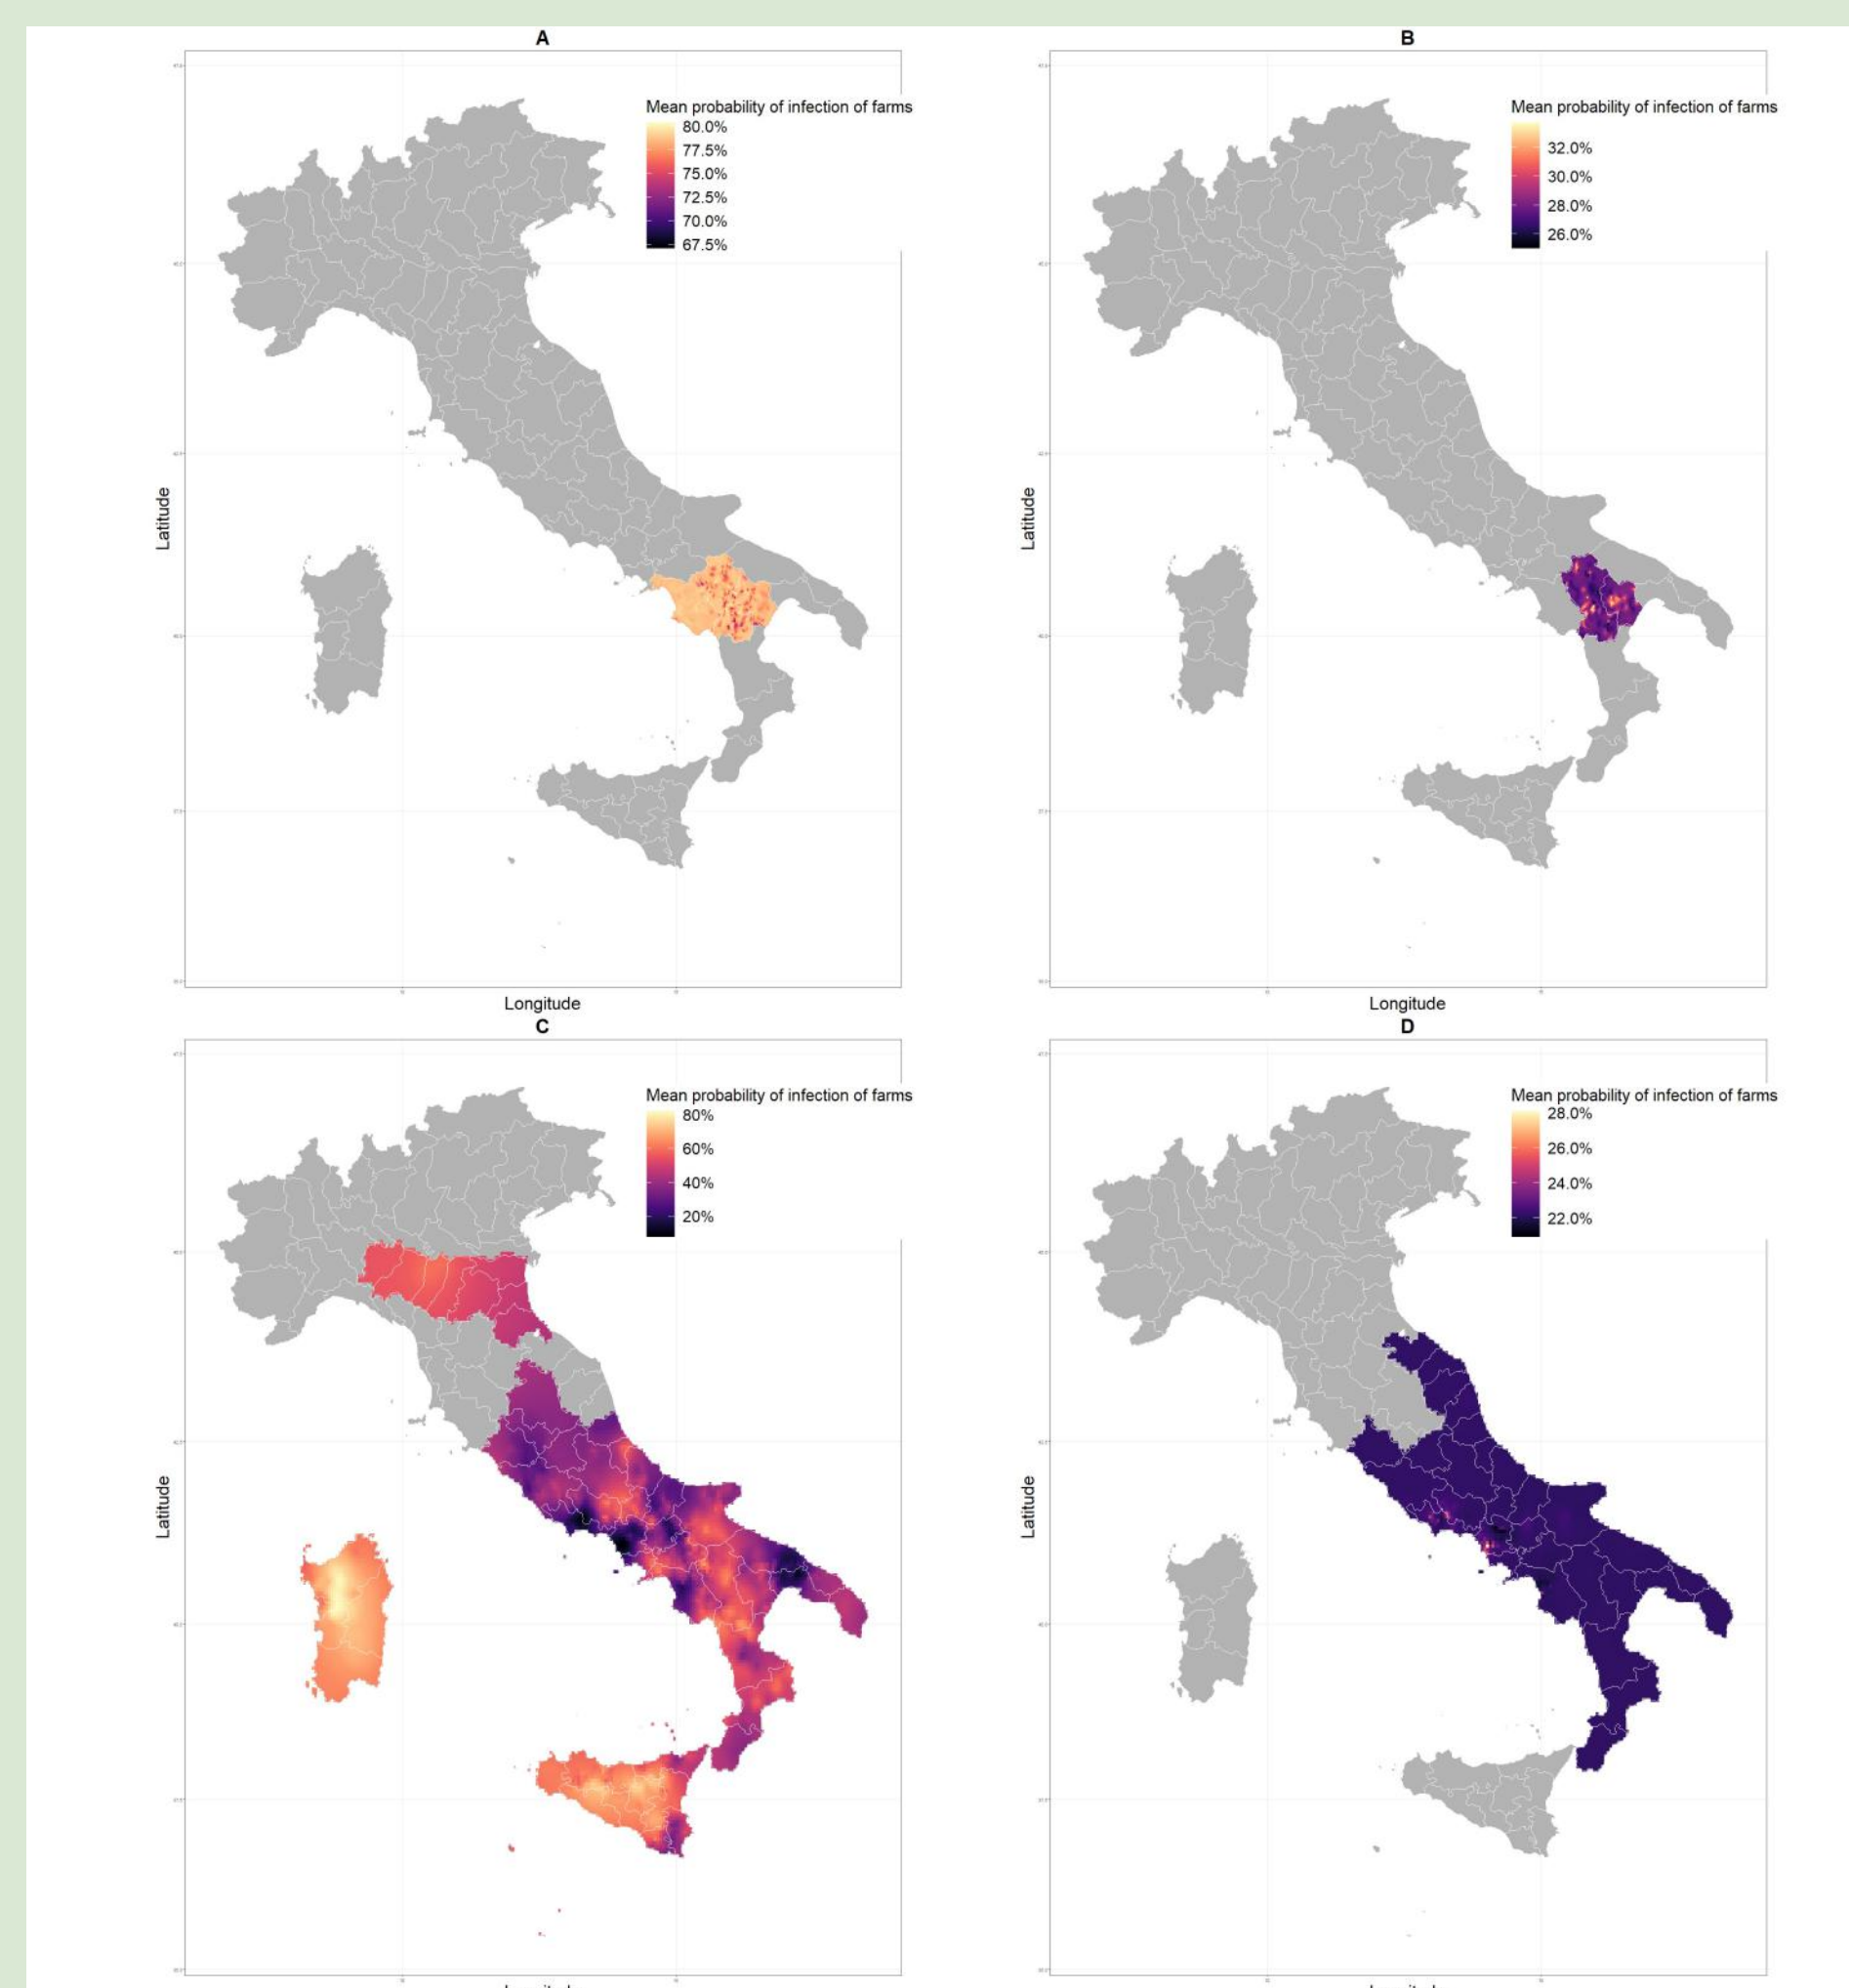 A
Mean probability of infection of farms
80.0%
77.5%
75.0%
72.5%
70.0%
67.5%
Latitude
Longitude
B
Mean probability of infection of farms
32.0%
30.0%
28.0%
26.0%
Latitude
Longitude
C
Mean probability of infection of farms
80%
60%
40%
20%
Latitude
D
Mean probability of infection of farms
28.0%
26.0%
24.0%
22.0%
Latitude